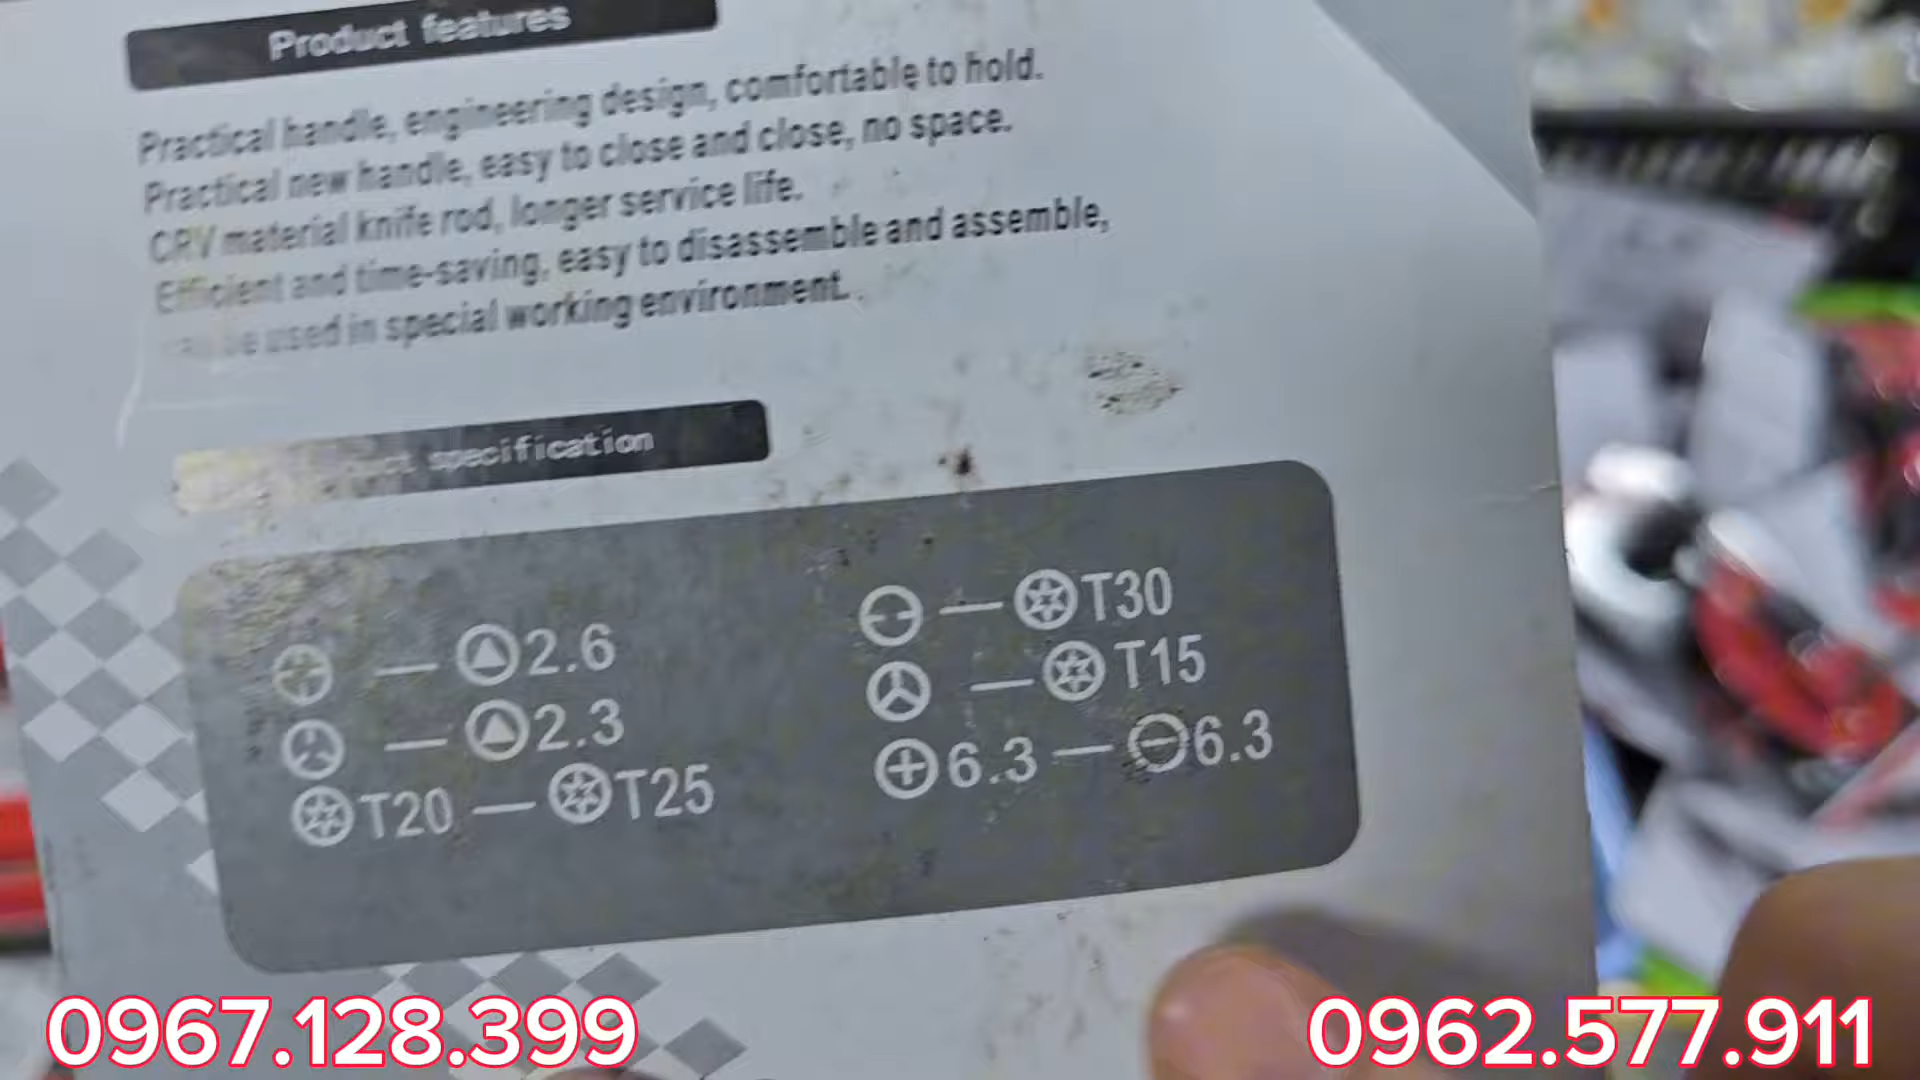 Product features
Practical handle, engineering design, comfortable to hold.
Practical new handle, easy to close and close, no space.
CRV material knife rod, longer service life.
Efficient and time-saving, easy to disassemble and assemble,
be used in special working environment.
specification
— 2.6
— 2.3
T20 — T25
— T30
— T15
6.3 — 6.3
0967.128.399
0962.577.911